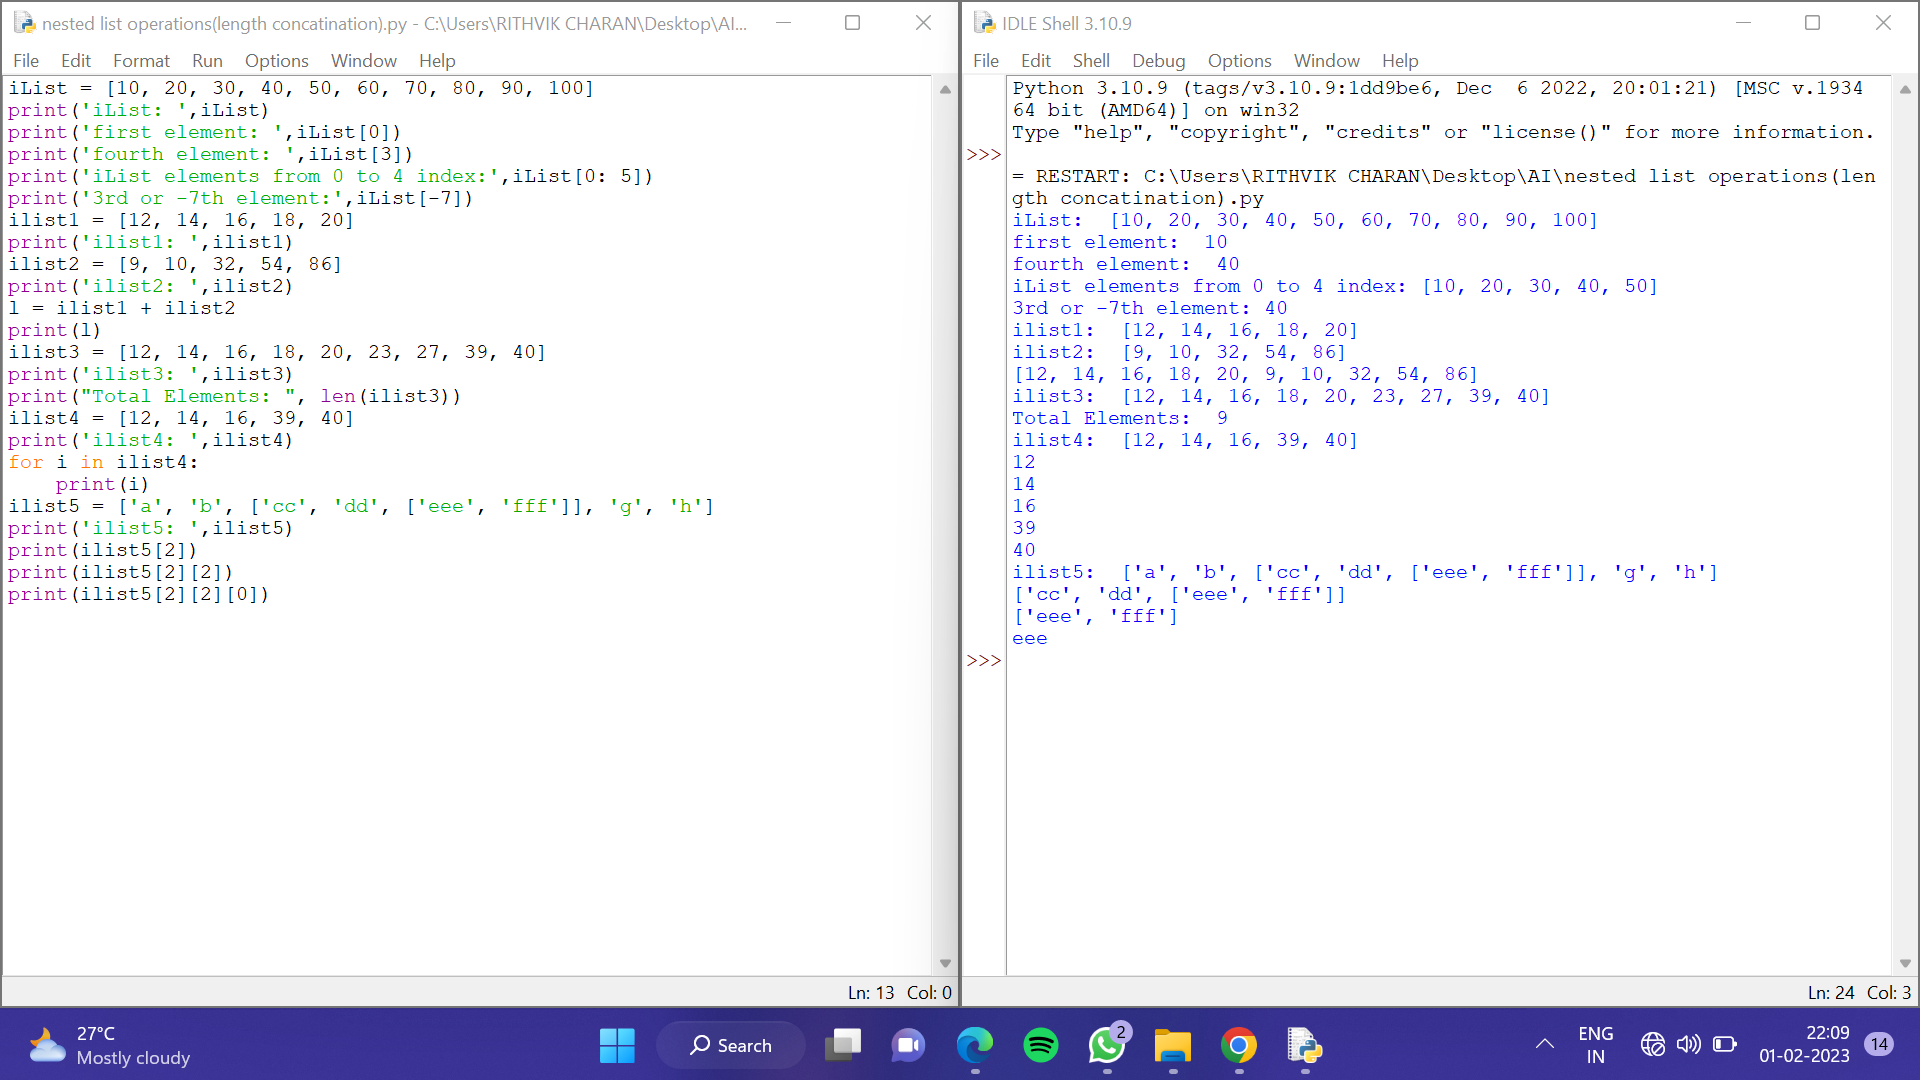 nested list operations(length concatination).py - C:\Users\RITHVIK CHARAN\Desktop\AI...
File Edit Format Run Options Window Help
iList = [10, 20, 30, 40, 50, 60, 70, 80, 90, 100]
print('iList: ',iList)
print('first element: ',iList[0])
print('fourth element: ',iList[3])
print('iList elements from 0 to 4 index:',iList[0: 5])
print('3rd or -7th element:',iList[-7])
ilist1 = [12, 14, 16, 18, 20]
print('ilist1: ',ilist1)
ilist2 = [9, 10, 32, 54, 86]
print('ilist2: ',ilist2)
l = ilist1 + ilist2
print(l)
ilist3 = [12, 14, 16, 18, 20, 23, 27, 39, 40]
print('ilist3: ',ilist3)
print("Total Elements: ", len(ilist3))
ilist4 = [12, 14, 16, 39, 40]
print('ilist4: ',ilist4)
for i in ilist4:
    print(i)
ilist5 = ['a', 'b', ['cc', 'dd', ['eee', 'fff']], 'g', 'h']
print('ilist5: ',ilist5)
print(ilist5[2])
print(ilist5[2][2])
print(ilist5[2][2][0])
Ln: 13 Col: 0
IDLE Shell 3.10.9
File Edit Shell Debug Options Window Help
Python 3.10.9 (tags/v3.10.9:1dd9be6, Dec  6 2022, 20:01:21) [MSC v.1934
64 bit (AMD64)] on win32
Type "help", "copyright", "credits" or "license()" for more information.
>>>
= RESTART: C:\Users\RITHVIK CHARAN\Desktop\AI\nested list operations(len
gth concatination).py
iList:  [10, 20, 30, 40, 50, 60, 70, 80, 90, 100]
first element:  10
fourth element:  40
iList elements from 0 to 4 index: [10, 20, 30, 40, 50]
3rd or -7th element: 40
ilist1:  [12, 14, 16, 18, 20]
ilist2:  [9, 10, 32, 54, 86]
[12, 14, 16, 18, 20, 9, 10, 32, 54, 86]
ilist3:  [12, 14, 16, 18, 20, 23, 27, 39, 40]
Total Elements:  9
ilist4:  [12, 14, 16, 39, 40]
12
14
16
39
40
ilist5:  ['a', 'b', ['cc', 'dd', ['eee', 'fff']], 'g', 'h']
['cc', 'dd', ['eee', 'fff']]
['eee', 'fff']
eee
>>>
Ln: 24 Col: 3
27°C
Mostly cloudy
Search
2
ENG
IN
22:09
01-02-2023
14